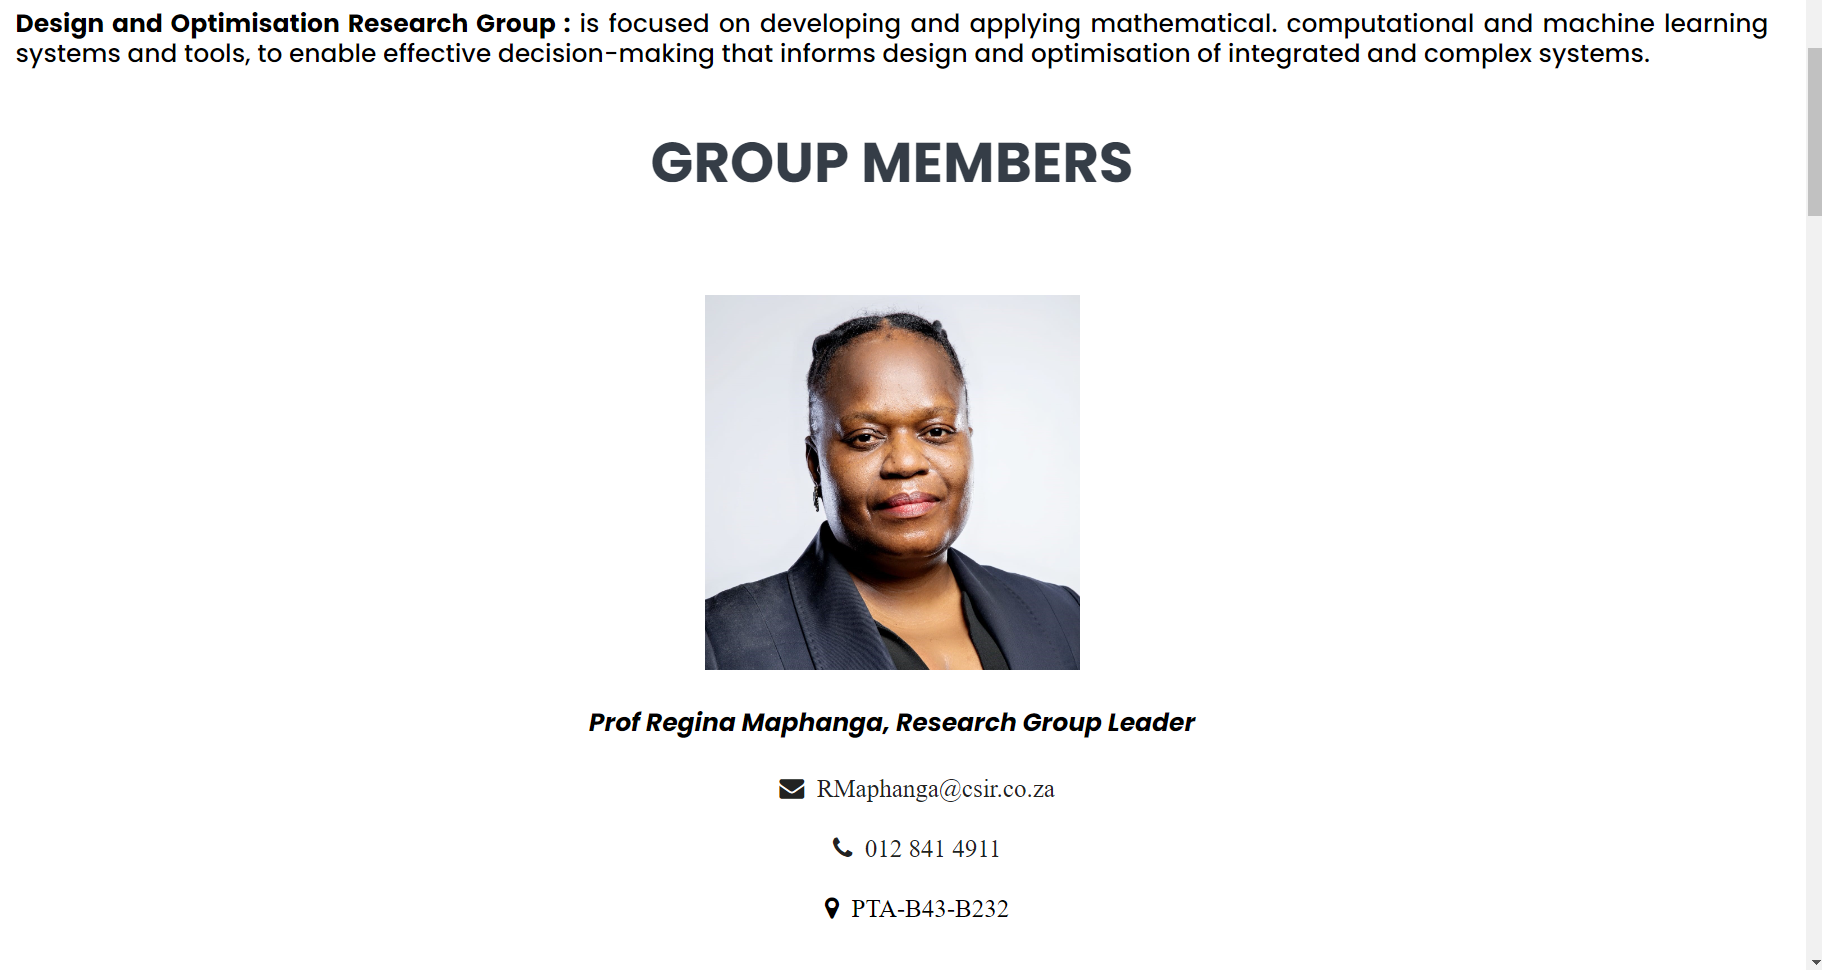 Design and Optimisation Research Group : is focused on developing and applying mathematical. computational and machine learning
systems and tools, to enable effective decision-making that informs design and optimisation of integrated and complex systems.
GROUP MEMBERS
Prof Regina Maphanga, Research Group Leader
RMaphanga@csir.co.za
012 841 4911
PTA-B43-B232